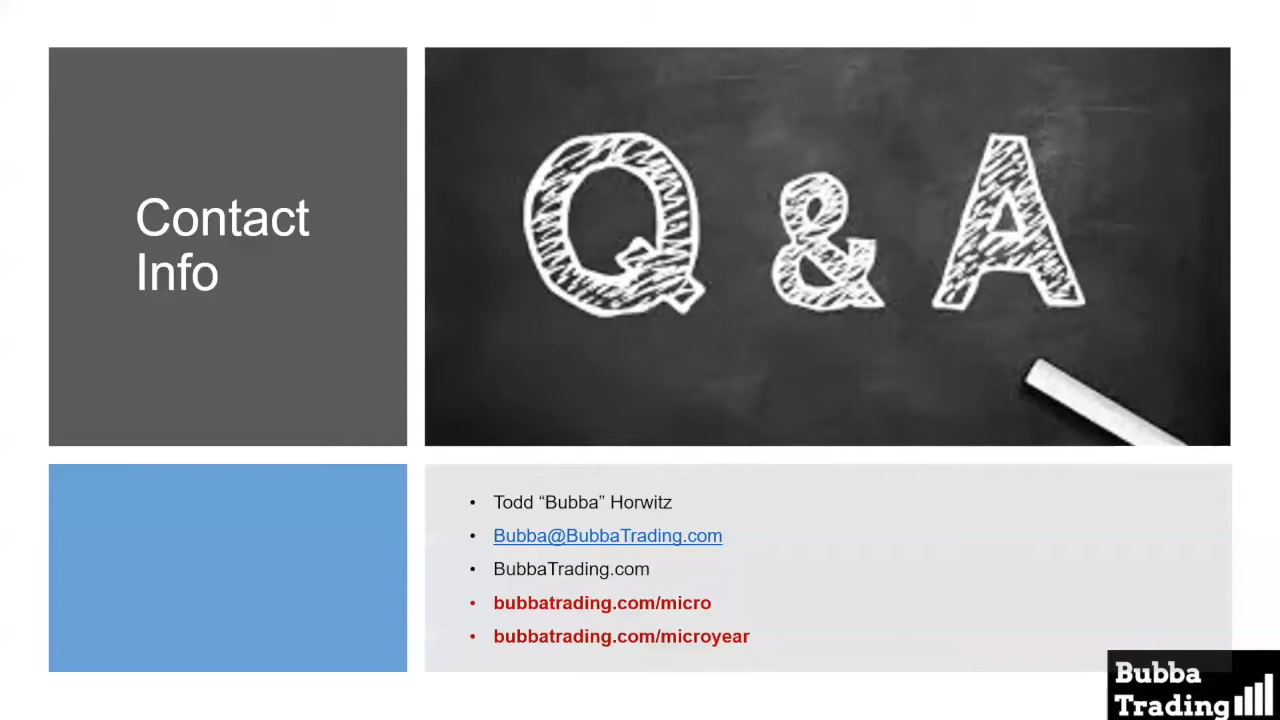 Contact
Info
Q & A
• Todd “Bubba” Horwitz
• Bubba@BubbaTrading.com
• BubbaTrading.com
• bubbatrading.com/micro
• bubbatrading.com/microyear
Bubba
Trading